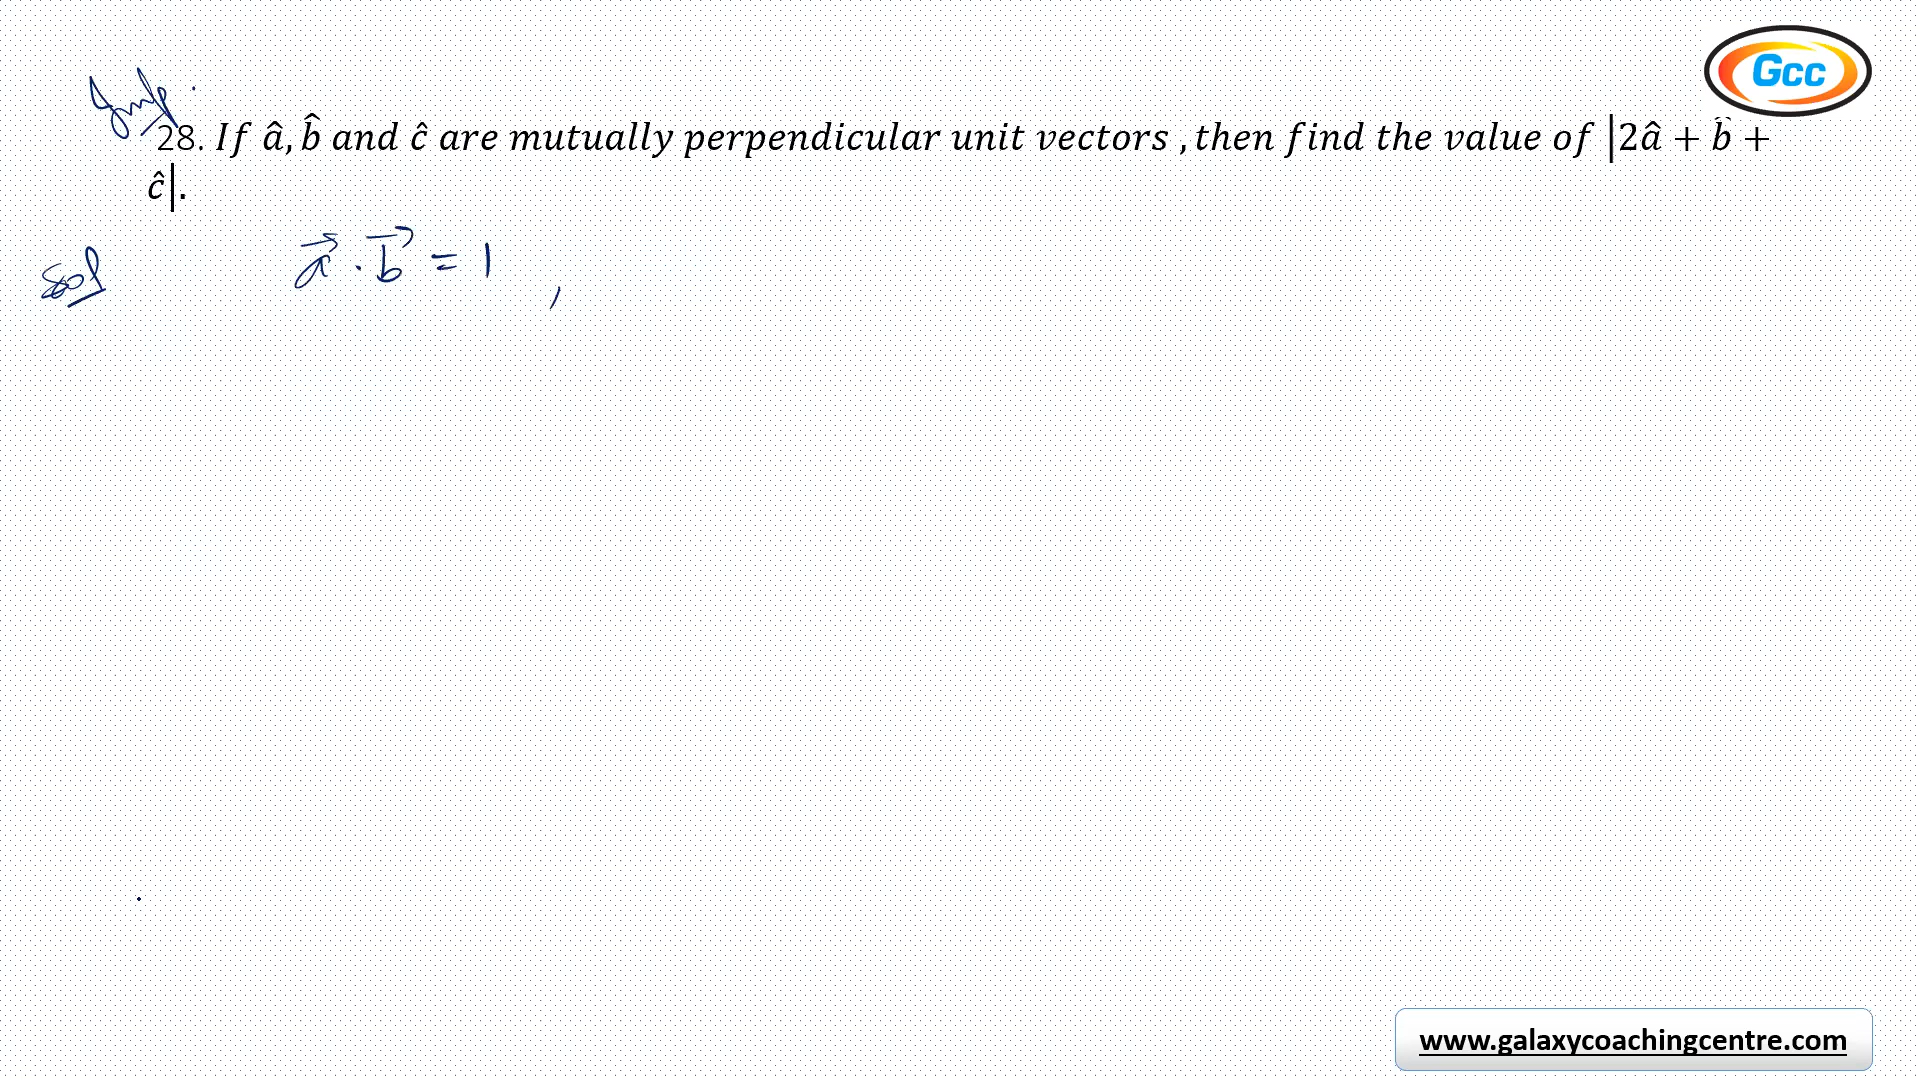 Gcc
Imp.
28. If â, b̂ and ĉ are mutually perpendicular unit vectors , then find the value of |2â + b̂ +
ĉ|.
Sol a⃗ . b⃗ = 1 ,
www.galaxycoachingcentre.com